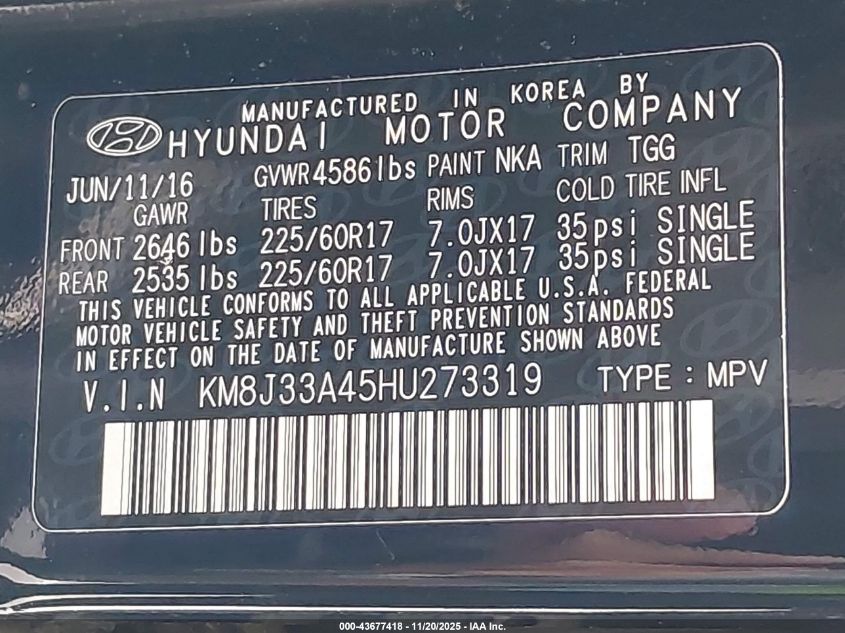 MANUFACTURED IN KOREA BY
HYUNDAI MOTOR COMPANY
JUN/11/16 GVWR 4586lbs PAINT NKA TRIM TGG
GAWR TIRES RIMS COLD TIRE INFL
FRONT 2646 lbs 225/60R17 7.0JX17 35psi SINGLE
REAR 2535 lbs 225/60R17 7.0JX17 35psi SINGLE
THIS VEHICLE CONFORMS TO ALL APPLICABLE U.S.A. FEDERAL
MOTOR VEHICLE SAFETY AND THEFT PREVENTION STANDARDS
IN EFFECT ON THE DATE OF MANUFACTURE SHOWN ABOVE
V.I.N KM8J33A45HU273319 TYPE : MPV
000-43677418 - 11/20/2025 - IAA Inc.